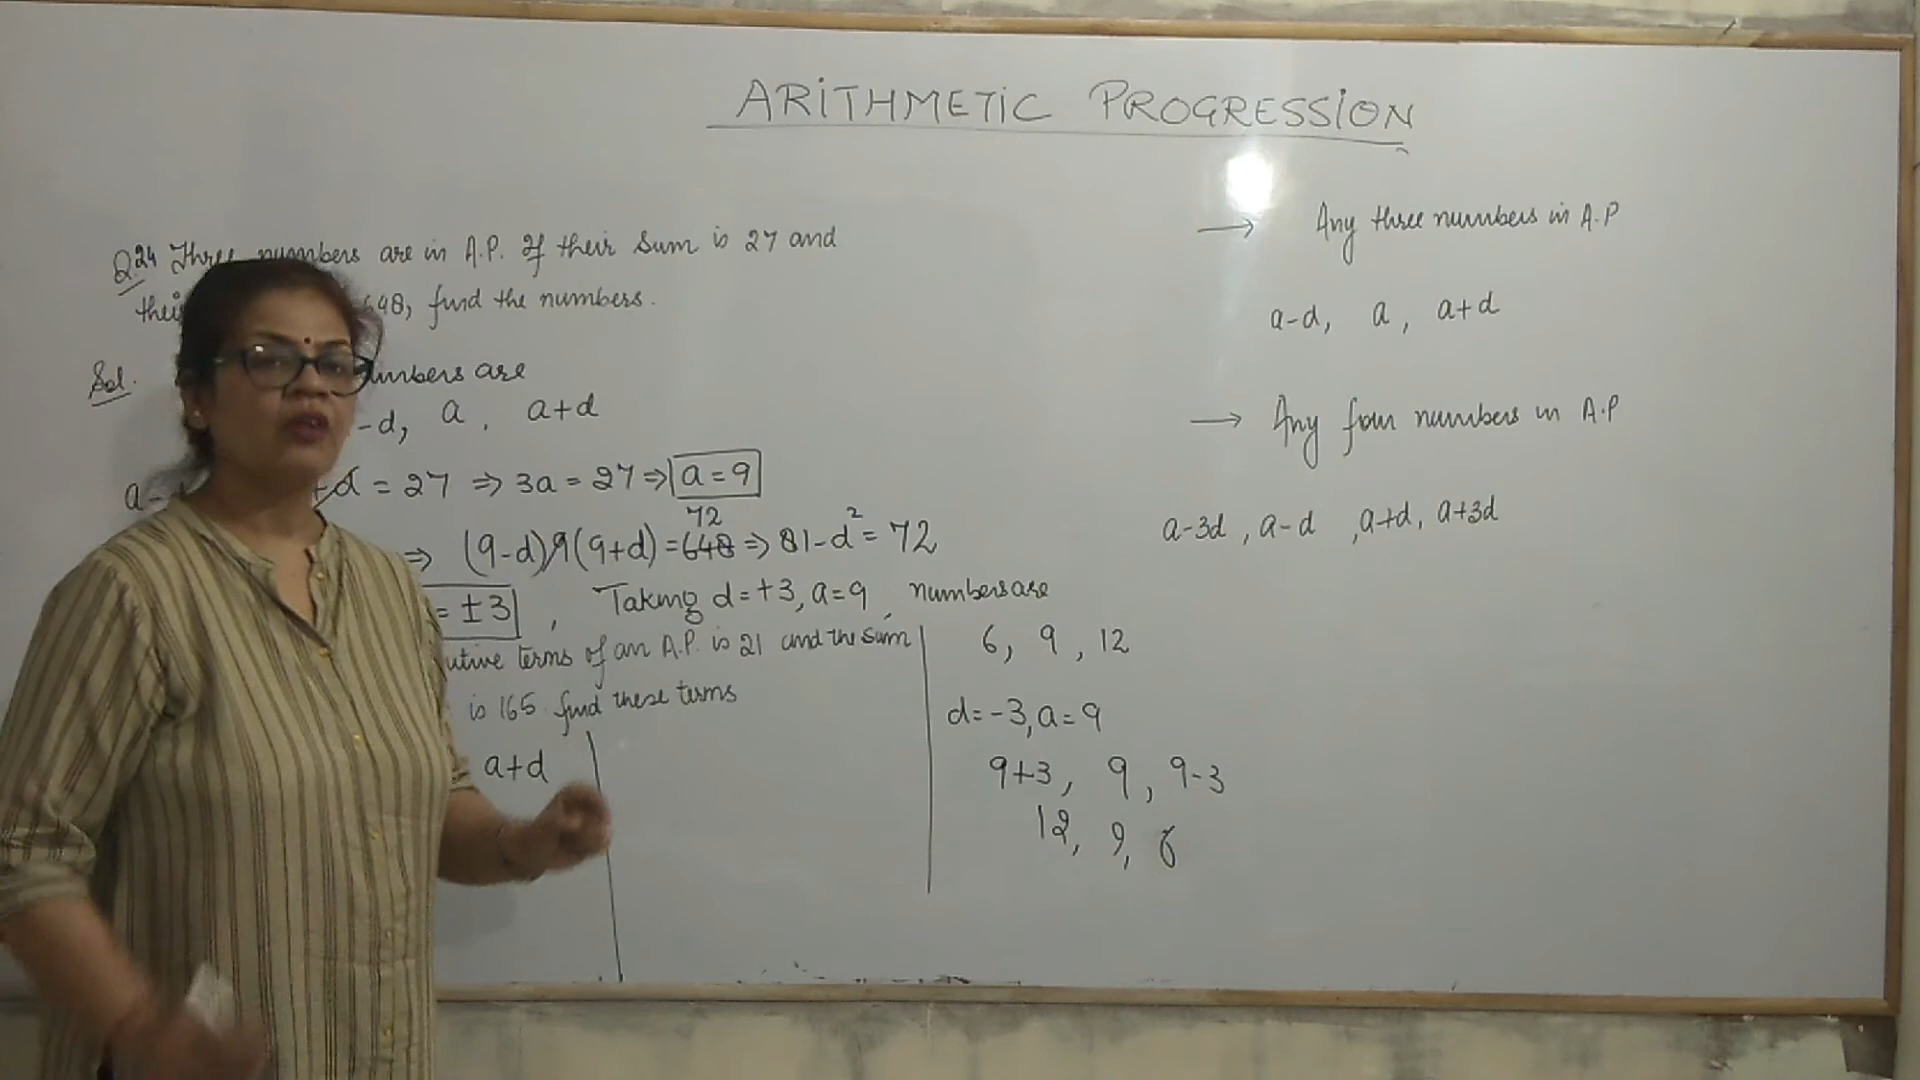 ARITHMETIC PROGRESSION
Q.24 Three numbers are in A.P. If their sum is 27 and
648, find the numbers.
Sol. numbers are
-d, a, a+d
a- +d = 27 ⇒ 3a = 27 ⇒ a = 9
⇒ (9-d)9(9+d) = 648 72 ⇒ 81-d² = 72
= ±3, Taking d=+3, a=9, numbers are
6, 9, 12
d=-3, a=9
9+3, 9, 9-3
12, 9, 6
utive terms of an A.P. is 21 and the sum
is 165. find these terms
a+d
→ Any three numbers in A.P
a-d, a, a+d
→ Any four numbers in A.P
a-3d, a-d, a+d, a+3d